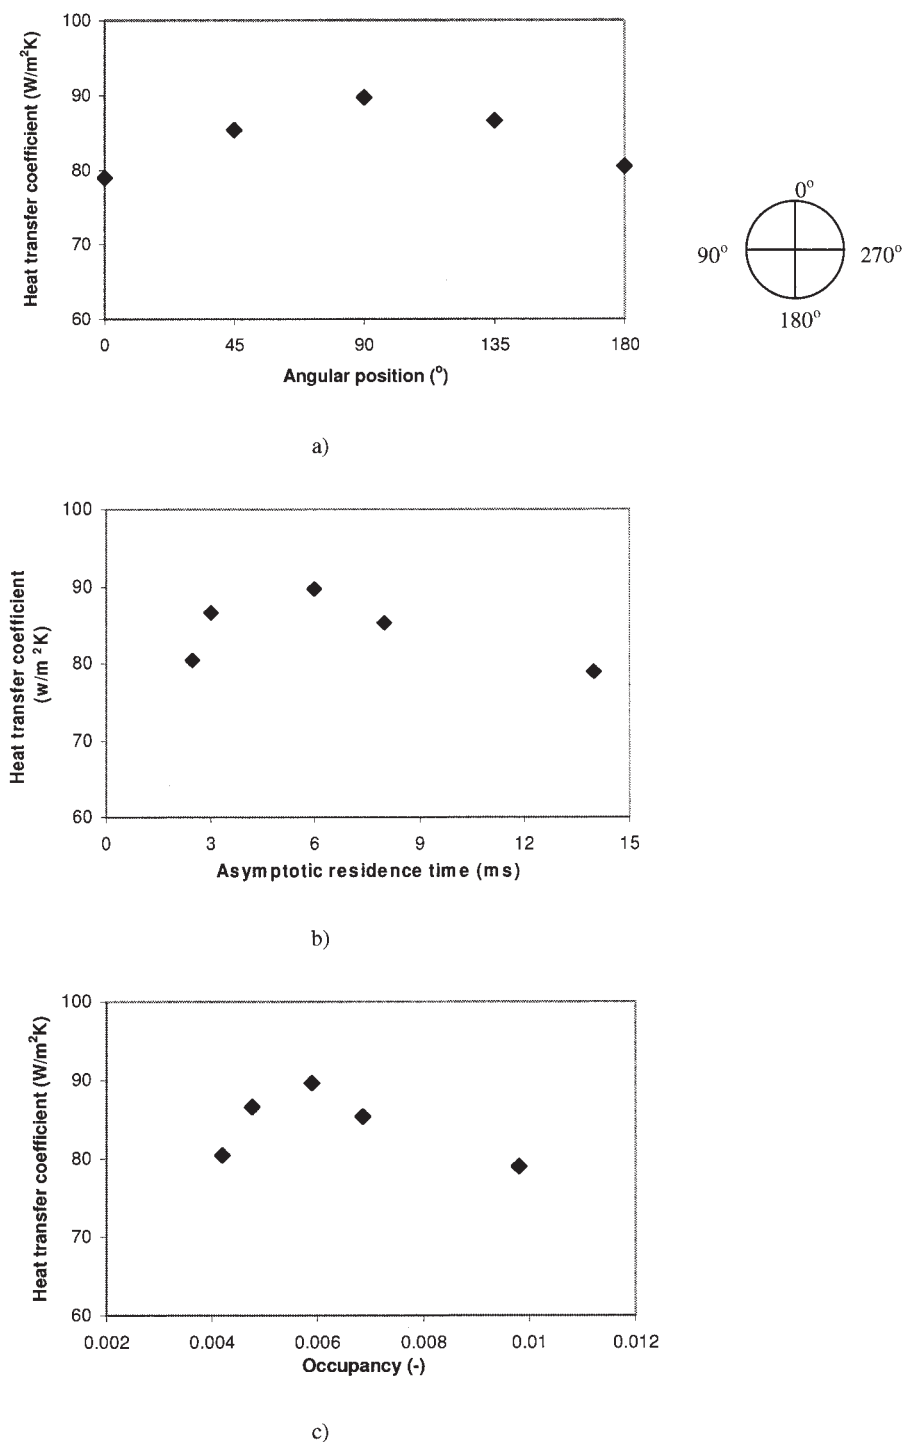 100
90
80
70
60
Heat transfer coefficient (W/m²K)
0 45 90 135 180
Angular position (°)
0°
90° 270°
180°
a)
100
90
80
70
60
Heat transfer coefficient
(w/m ²K)
0 3 6 9 12 15
Asymptotic residence time (ms)
b)
100
90
80
70
60
Heat transfer coefficient (W/m²K)
0.002 0.004 0.006 0.008 0.01 0.012
Occupancy (-)
c)